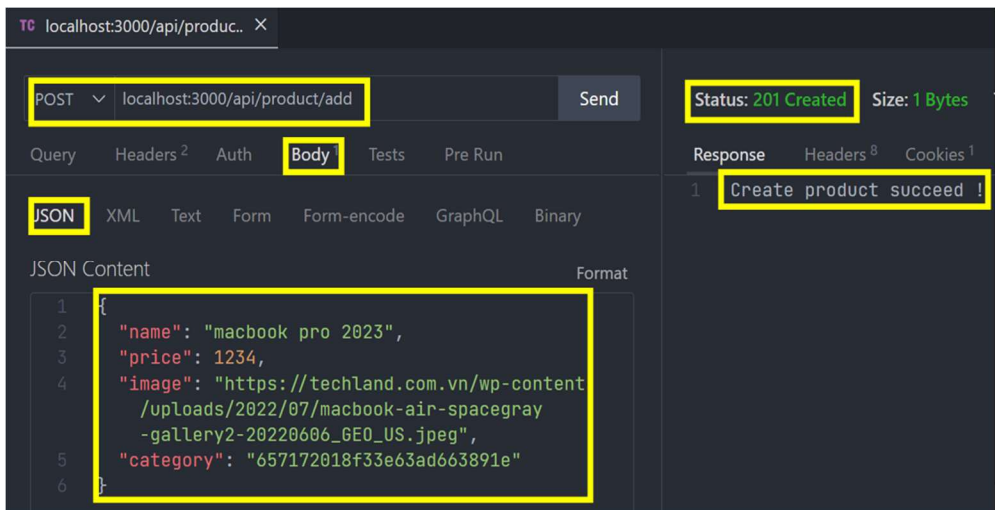 TC localhost:3000/api/produc.. ×
POST localhost:3000/api/product/add Send
Query Headers 2 Auth Body 1 Tests Pre Run
JSON XML Text Form Form-encode GraphQL Binary
JSON Content
Format
1 {
2 "name": "macbook pro 2023",
3 "price": 1234,
4 "image": "https://techland.com.vn/wp-content
/uploads/2022/07/macbook-air-spacegray
-gallery2-20220606_GEO_US.jpeg",
5 "category": "657172018f33e63ad663891e"
6 }
Status: 201 Created Size: 1 Bytes
Response Headers 8 Cookies 1
1 Create product succeed !